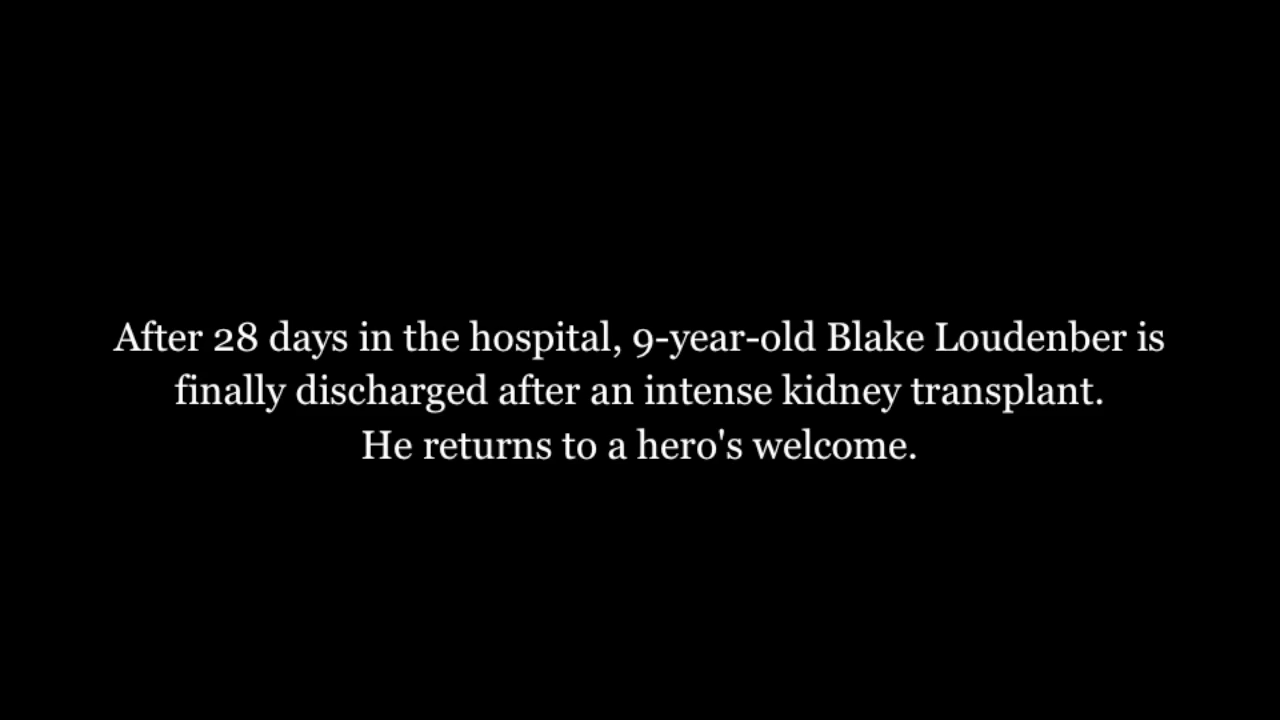 After 28 days in the hospital, 9-year-old Blake Loudenber is
finally discharged after an intense kidney transplant.
He returns to a hero's welcome.